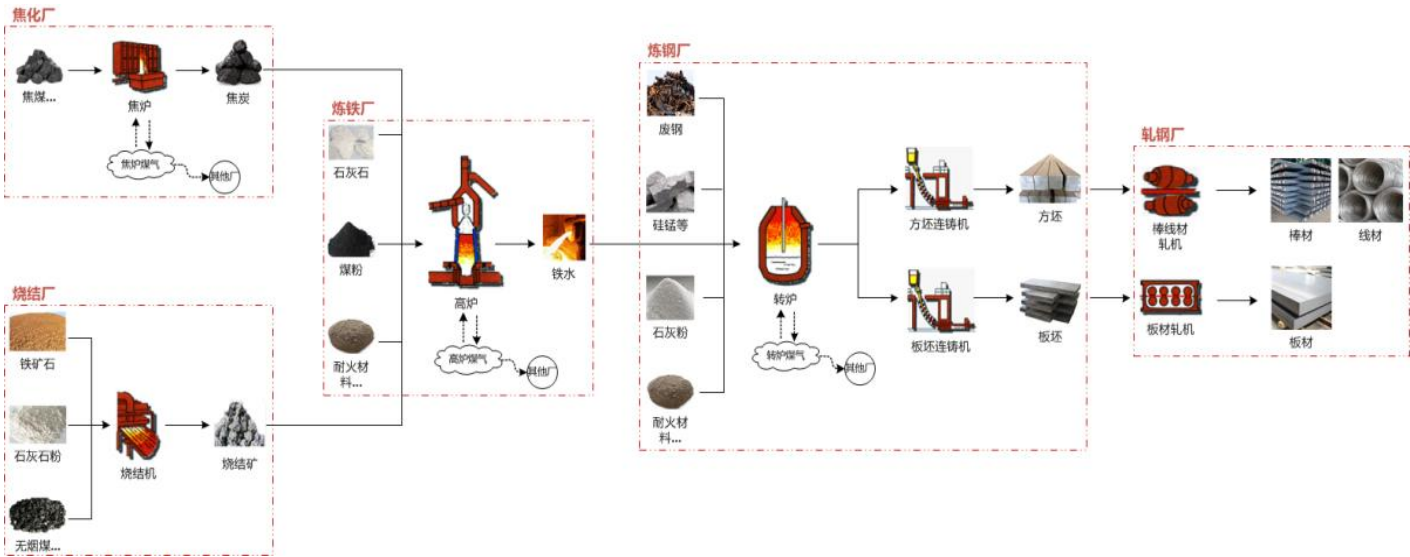 焦化厂
焦煤...
焦炉
焦炭
焦炉煤气
其他厂
烧结厂
铁矿石
石灰石粉
无烟煤...
烧结机
烧结矿
炼铁厂
石灰石
煤粉
耐火材
料...
高炉
铁水
高炉煤气
其他厂
炼钢厂
废钢
硅锰等
石灰粉
耐火材
料...
转炉
转炉煤气
其他厂
方坯连铸机
方坯
板坯连铸机
板坯
轧钢厂
棒线材
轧机
棒材
线材
板材轧机
板材